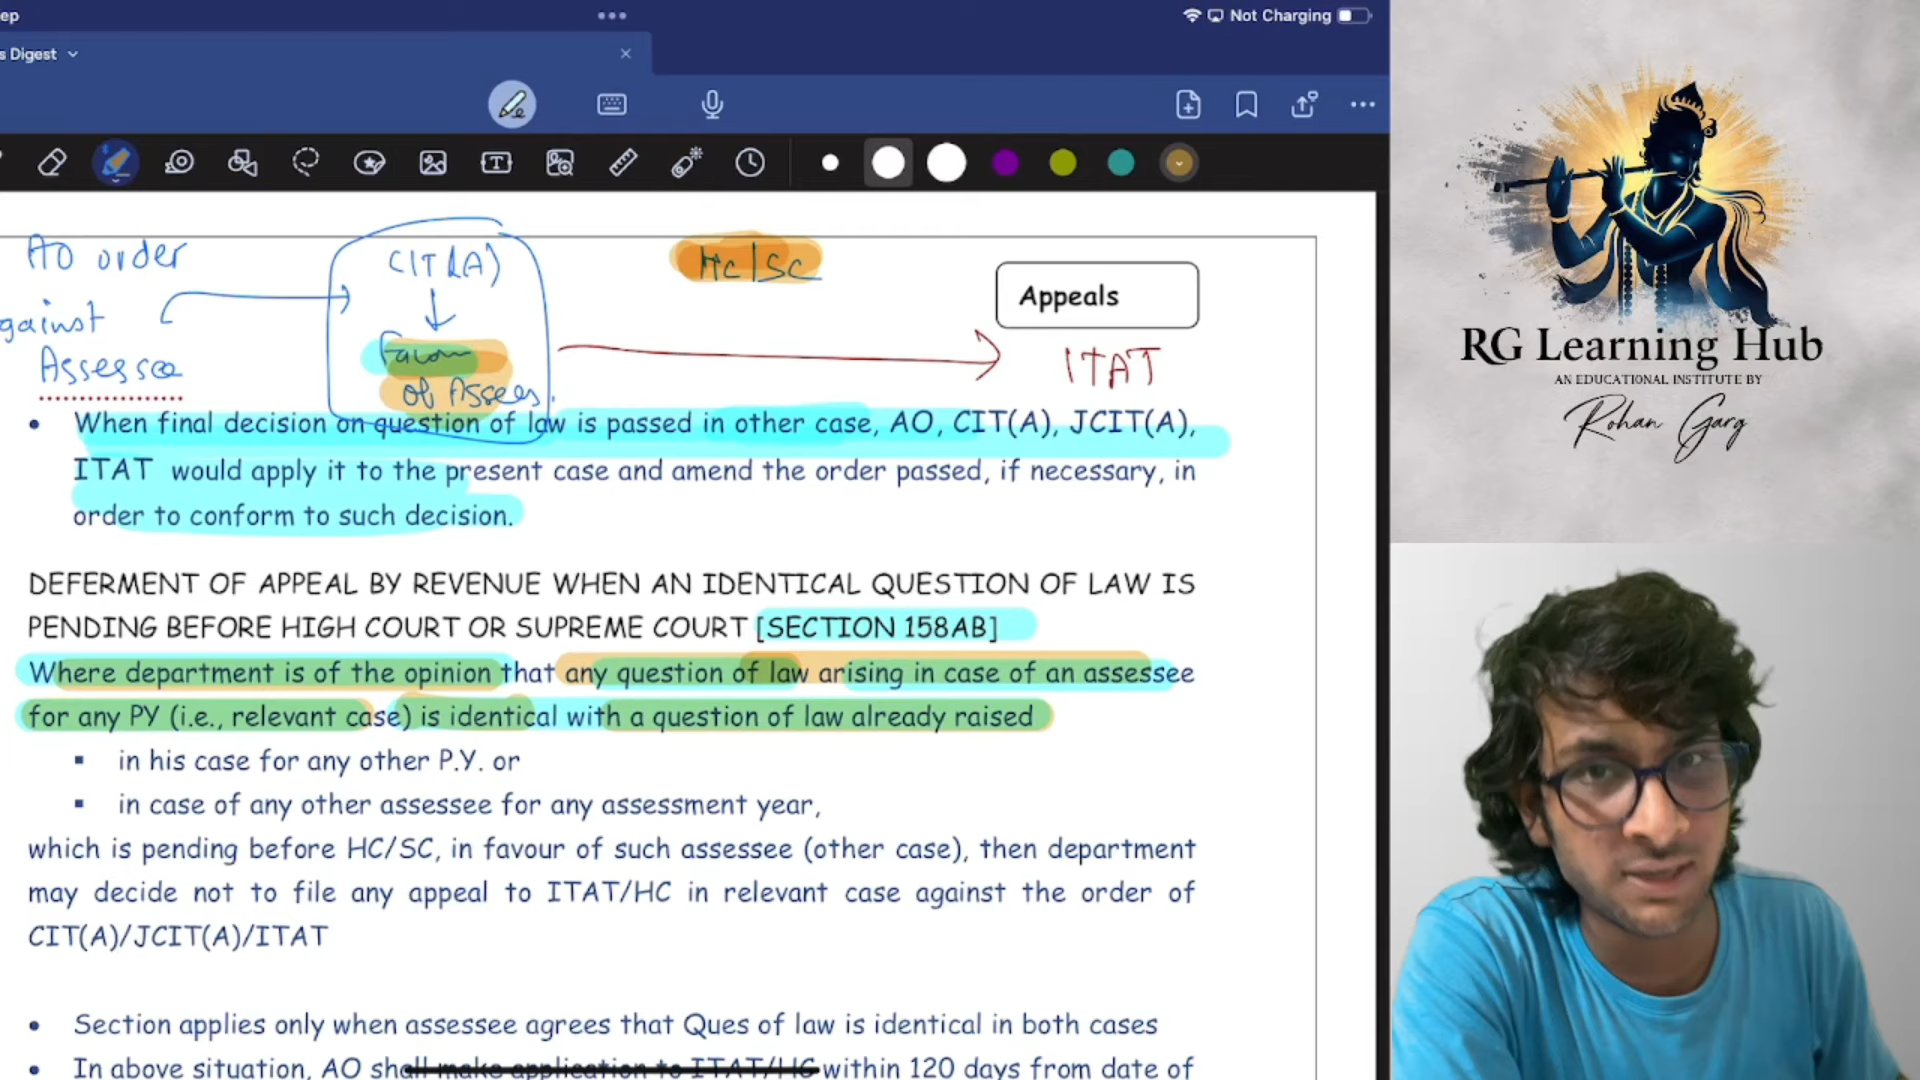 ep
Not Charging
s Digest
AO order
CIT(A)
HC/SC
Appeals
gainst
Favour
ITAT
Assessee
of Assees.
When final decision on question of law is passed in other case, AO, CIT(A), JCIT(A),
ITAT would apply it to the present case and amend the order passed, if necessary, in
order to conform to such decision.
DEFERMENT OF APPEAL BY REVENUE WHEN AN IDENTICAL QUESTION OF LAW IS
PENDING BEFORE HIGH COURT OR SUPREME COURT [SECTION 158AB]
Where department is of the opinion that any question of law arising in case of an assessee
for any PY (i.e., relevant case) is identical with a question of law already raised
▪ in his case for any other P.Y. or
▪ in case of any other assessee for any assessment year,
which is pending before HC/SC, in favour of such assessee (other case), then department
may decide not to file any appeal to ITAT/HC in relevant case against the order of
CIT(A)/JCIT(A)/ITAT
• Section applies only when assessee agrees that Ques of law is identical in both cases
• In above situation, AO shall make application to ITAT/HC within 120 days from date of
RG Learning Hub
AN EDUCATIONAL INSTITUTE BY
Rohan Garg